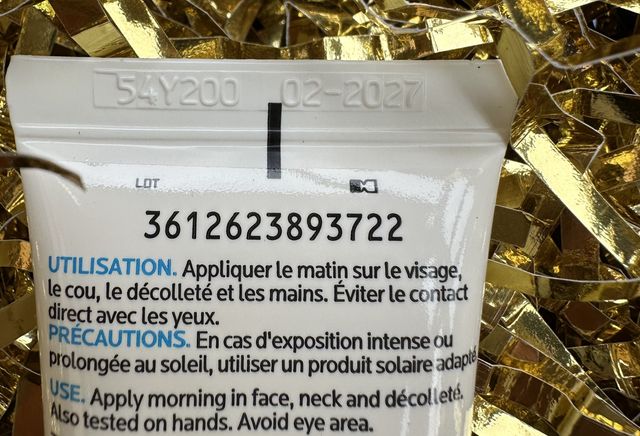 54Y200 02-2027
LOT
3612623893722
UTILISATION. Appliquer le matin sur le visage,
le cou, le décolleté et les mains. Éviter le contact
direct avec les yeux.
PRÉCAUTIONS. En cas d'exposition intense ou
prolongée au soleil, utiliser un produit solaire adapté
USE. Apply morning in face, neck and décolleté.
Also tested on hands. Avoid eye area.